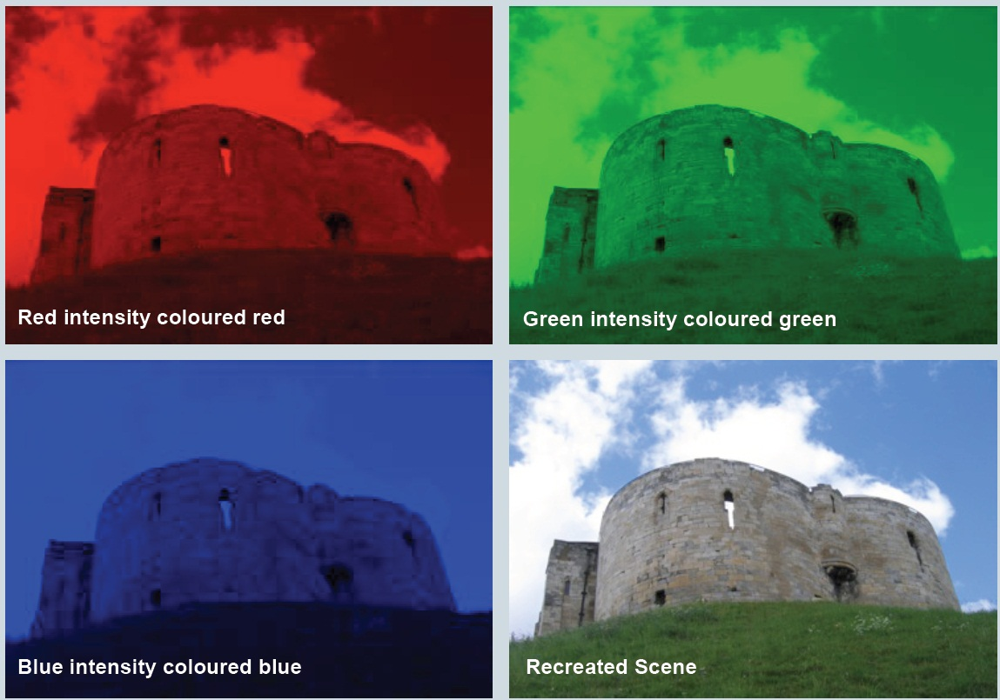 Red intensity coloured red
Green intensity coloured green
Blue intensity coloured blue
Recreated Scene